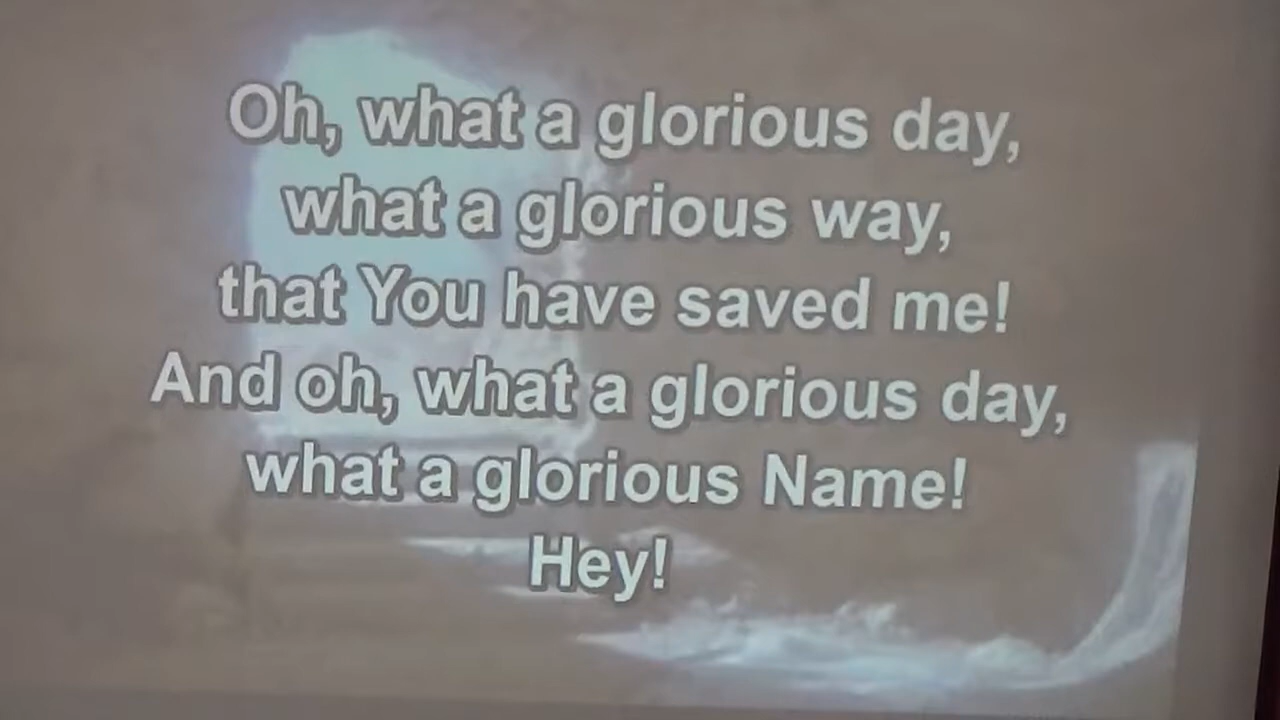 Oh, what a glorious day,
what a glorious way,
that You have saved me!
And oh, what a glorious day,
what a glorious Name!
Hey!